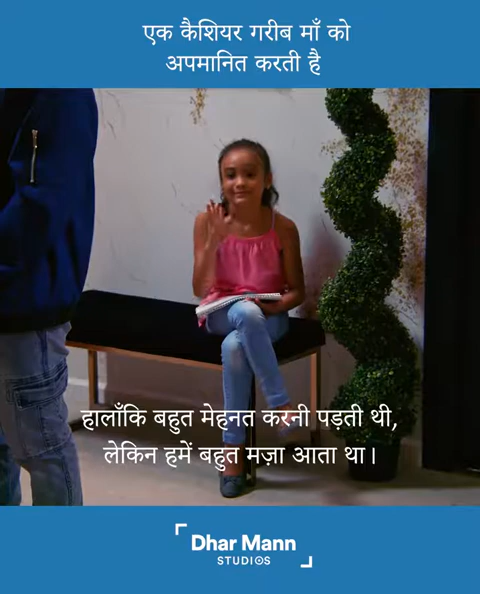 एक कैशियर गरीब माँ को
अपमानित करती है
हालाँकि बहुत मेहनत करनी पड़ती थी,
लेकिन हमें बहुत मज़ा आता था।
Dhar Mann
STUDIOS